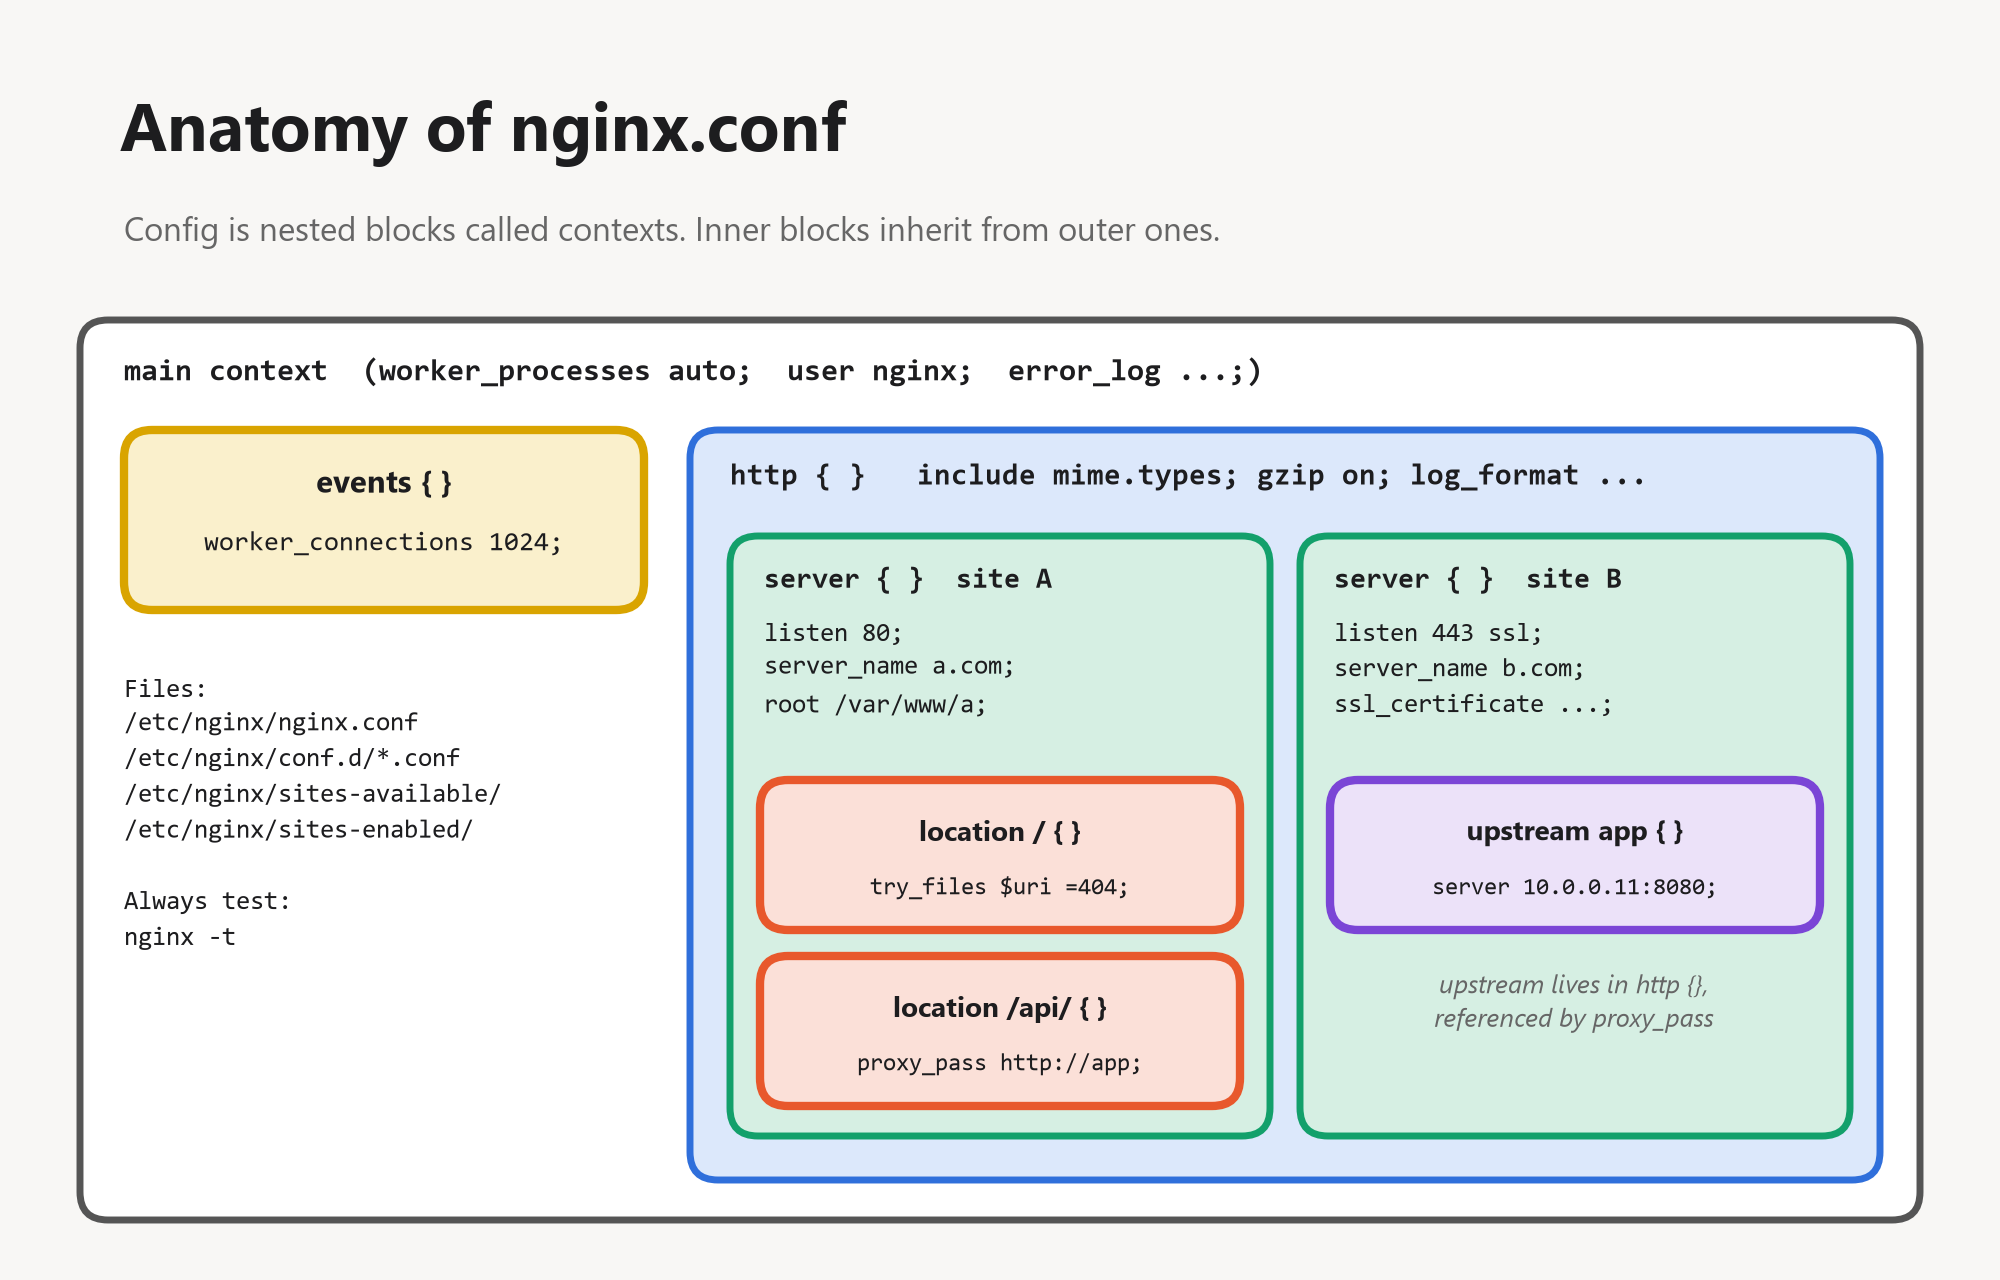 Anatomy of nginx.conf
Config is nested blocks called contexts. Inner blocks inherit from outer ones.
main context  (worker_processes auto;  user nginx;  error_log ...;)
events { }
worker_connections 1024;
Files:
/etc/nginx/nginx.conf
/etc/nginx/conf.d/*.conf
/etc/nginx/sites-available/
/etc/nginx/sites-enabled/
Always test:
nginx -t
http { }   include mime.types; gzip on; log_format ...
server { }  site A
listen 80;
server_name a.com;
root /var/www/a;
location / { }
try_files $uri =404;
location /api/ { }
proxy_pass http://app;
server { }  site B
listen 443 ssl;
server_name b.com;
ssl_certificate ...;
upstream app { }
server 10.0.0.11:8080;
upstream lives in http {},
referenced by proxy_pass